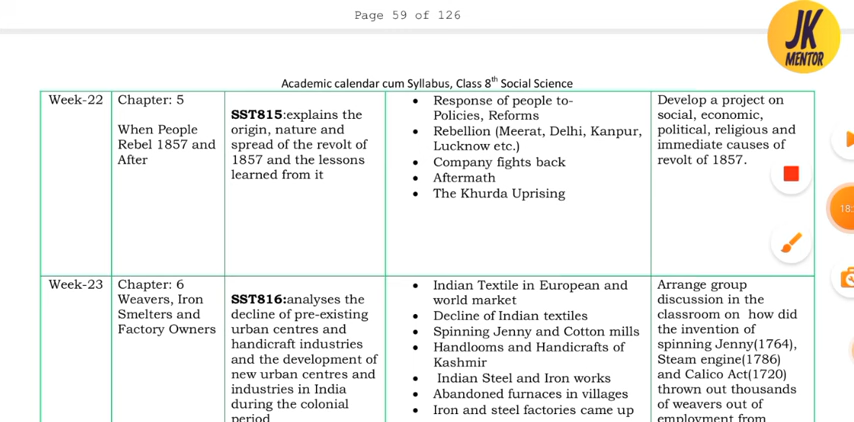 Page 59 of 126
JK
MENTOR
Academic calendar cum Syllabus, Class 8th Social Science
Week-22
Chapter: 5
When People
Rebel 1857 and
After
SST815:explains the
origin, nature and
spread of the revolt of
1857 and the lessons
learned from it
• Response of people to-
Policies, Reforms
• Rebellion (Meerat, Delhi, Kanpur,
Lucknow etc.)
• Company fights back
• Aftermath
• The Khurda Uprising
Develop a project on
social, economic,
political, religious and
immediate causes of
revolt of 1857.
Week-23
Chapter: 6
Weavers, Iron
Smelters and
Factory Owners
SST816:analyses the
decline of pre-existing
urban centres and
handicraft industries
and the development of
new urban centres and
industries in India
during the colonial
period
• Indian Textile in European and
world market
• Decline of Indian textiles
• Spinning Jenny and Cotton mills
• Handlooms and Handicrafts of
Kashmir
• Indian Steel and Iron works
• Abandoned furnaces in villages
• Iron and steel factories came up
Arrange group
discussion in the
classroom on how did
the invention of
spinning Jenny(1764),
Steam engine(1786)
and Calico Act(1720)
thrown out thousands
of weavers out of
employment from